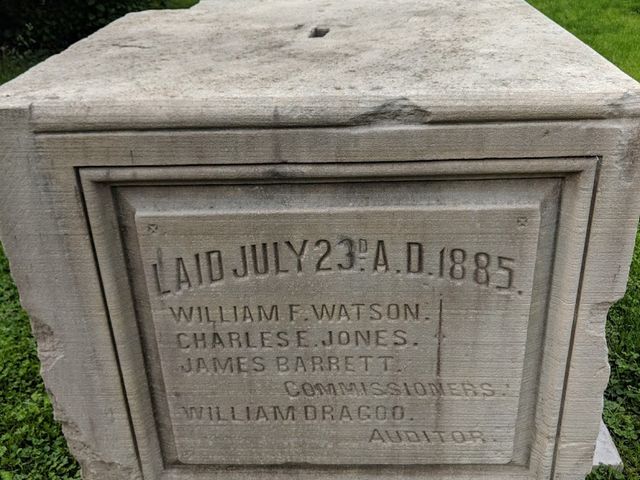 LAID JULY 23D. A.D. 1885.
WILLIAM F. WATSON.
CHARLES E. JONES.
JAMES BARRETT.
COMMISSIONERS.
WILLIAM DRAGOO.
AUDITOR.